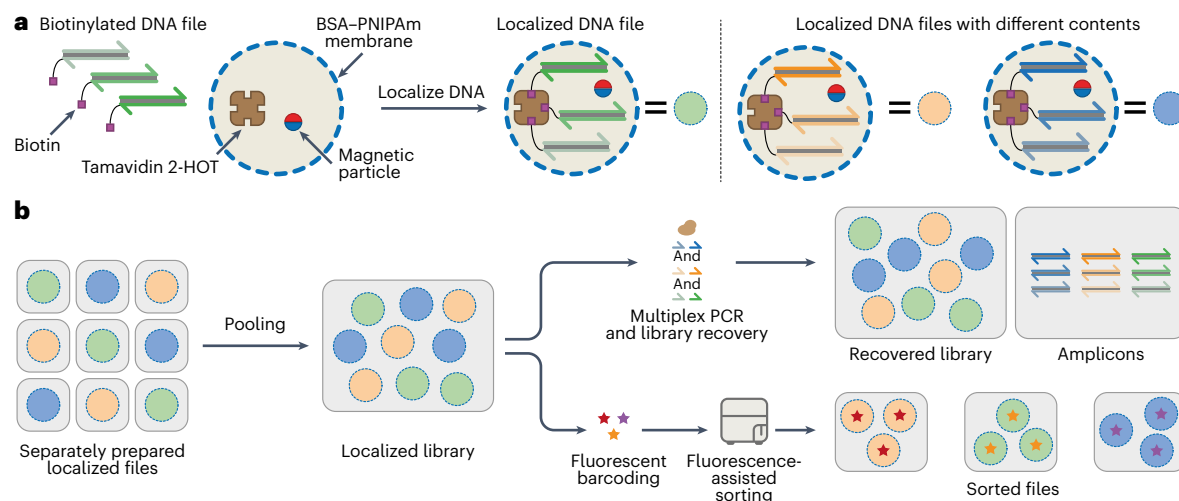 a
Biotinylated DNA file
BSA–PNIPAm
membrane
Localized DNA file
Localized DNA files with different contents
Localize DNA
Biotin
Tamavidin 2-HOT
Magnetic
particle
=
=
=
b
Pooling
And
And
Multiplex PCR
and library recovery
Recovered library
Amplicons
Separately prepared
localized files
Localized library
Fluorescent
barcoding
Fluorescence-
assisted
sorting
Sorted files